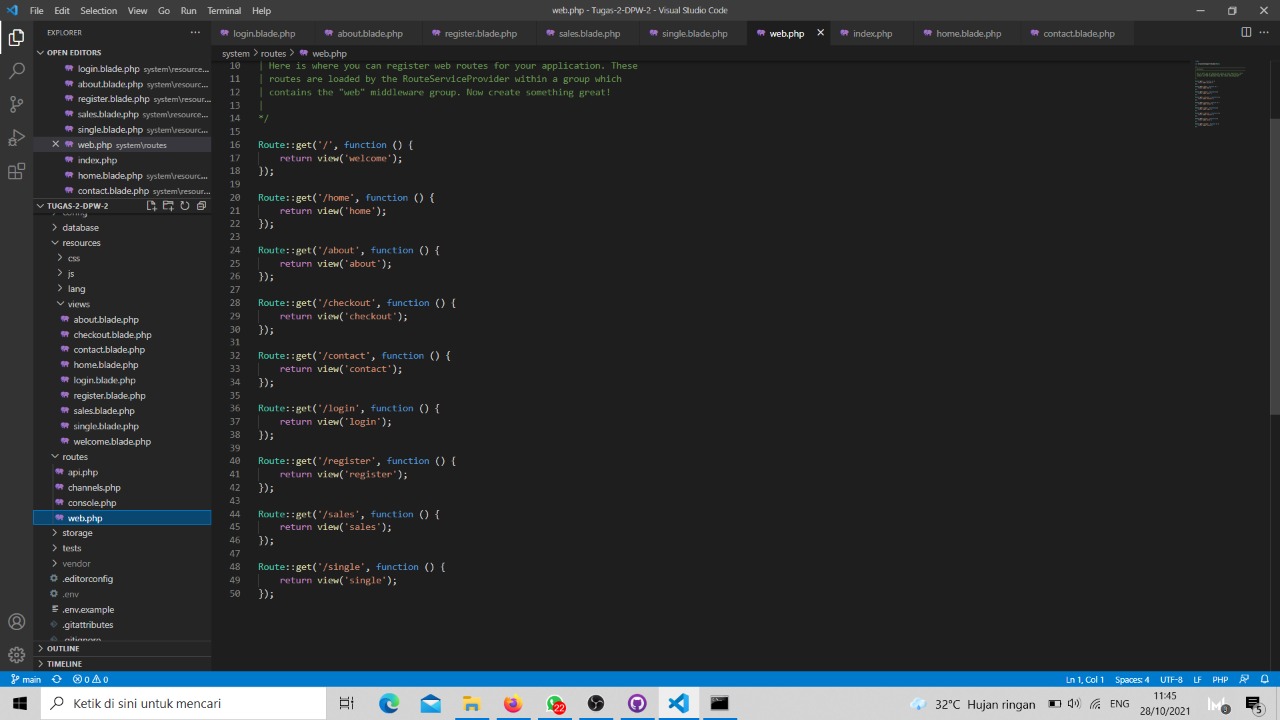 File Edit Selection View Go Run Terminal Help
web.php - Tugas-2-DPW-2 - Visual Studio Code
EXPLORER
OPEN EDITORS
login.blade.php system\resource...
about.blade.php system\resource...
register.blade.php system\resour...
sales.blade.php system\resource...
single.blade.php system\resourc...
web.php system\routes
index.php
home.blade.php system\resourc...
contact.blade.php system\resour...
TUGAS-2-DPW-2
config
database
resources
css
js
lang
views
about.blade.php
checkout.blade.php
contact.blade.php
home.blade.php
login.blade.php
register.blade.php
sales.blade.php
single.blade.php
welcome.blade.php
routes
api.php
channels.php
console.php
web.php
storage
tests
vendor
.editorconfig
.env
.env.example
.gitattributes
.gitignore
OUTLINE
TIMELINE
login.blade.php about.blade.php register.blade.php sales.blade.php single.blade.php web.php index.php home.blade.php contact.blade.php
system > routes > web.php
10 | Here is where you can register web routes for your application. These
11 | routes are loaded by the RouteServiceProvider within a group which
12 | contains the "web" middleware group. Now create something great!
13 |
14 */
15
16 Route::get('/', function () {
17     return view('welcome');
18 });
19
20 Route::get('/home', function () {
21     return view('home');
22 });
23
24 Route::get('/about', function () {
25     return view('about');
26 });
27
28 Route::get('/checkout', function () {
29     return view('checkout');
30 });
31
32 Route::get('/contact', function () {
33     return view('contact');
34 });
35
36 Route::get('/login', function () {
37     return view('login');
38 });
39
40 Route::get('/register', function () {
41     return view('register');
42 });
43
44 Route::get('/sales', function () {
45     return view('sales');
46 });
47
48 Route::get('/single', function () {
49     return view('single');
50 });
main 0 0 Ln 1, Col 1 Spaces: 4 UTF-8 LF PHP
Ketik di sini untuk mencari
22
32°C Hujan ringan
ENG
11:45
28/10/2021
5